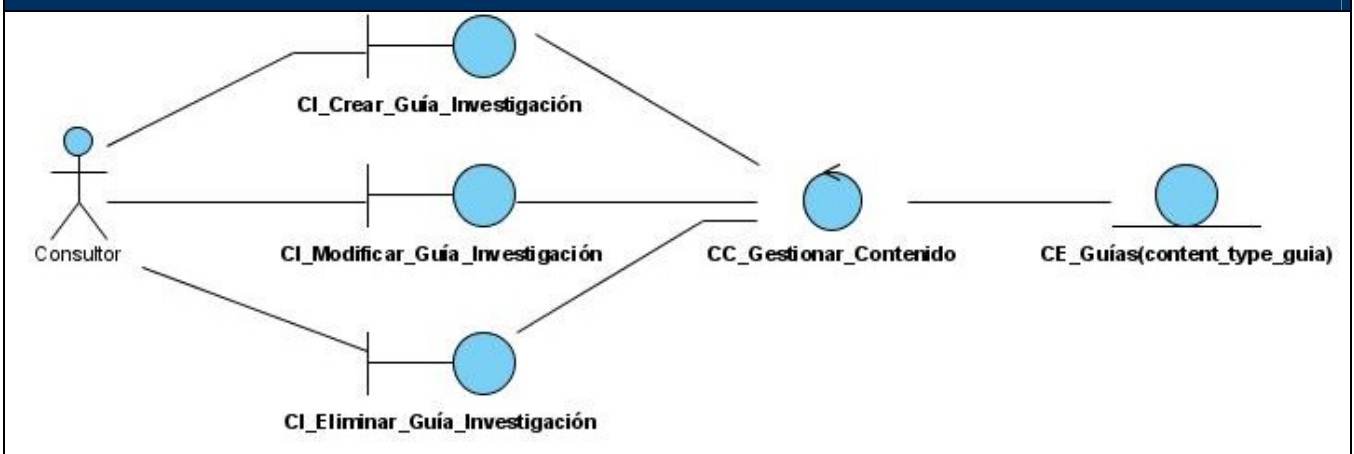 CI_Crear_Guía_Investigación
Consultor
CI_Modificar_Guía_Investigación
CC_Gestionar_Contenido
CE_Guías(content_type_guia)
CI_Eliminar_Guía_Investigación